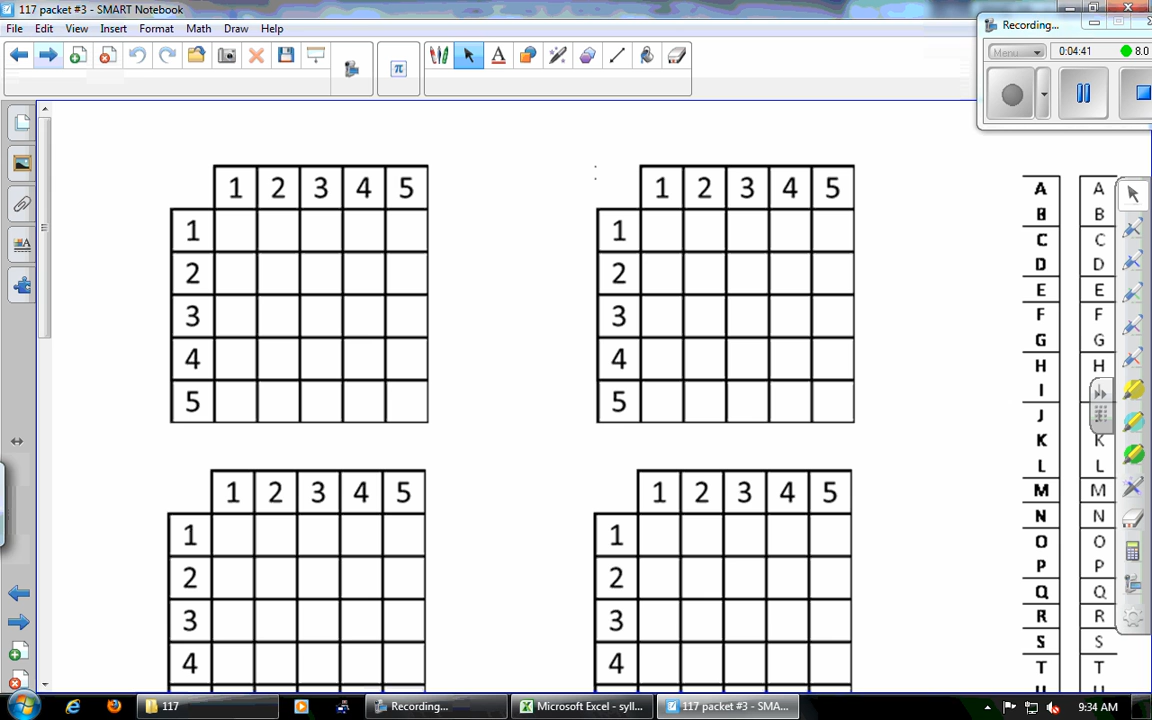 117 packet #3 - SMART Notebook
Recording...
File Edit View Insert Format Math Draw Help
Menu 00:04:41 8.0
A π
1 2 3 4 5
1
2
3
4
5
1 2 3 4 5
1
2
3
4
5
1 2 3 4 5
1
2
3
4
1 2 3 4 5
1
2
3
4
A A
B B
C C
D D
E E
F F
G G
H H
I
J
K K
L L
M M
N N
O O
P P
Q Q
R R
S S
T T
117 Recording... Microsoft Excel - syll... 117 packet #3 - SMA... 9:34 AM